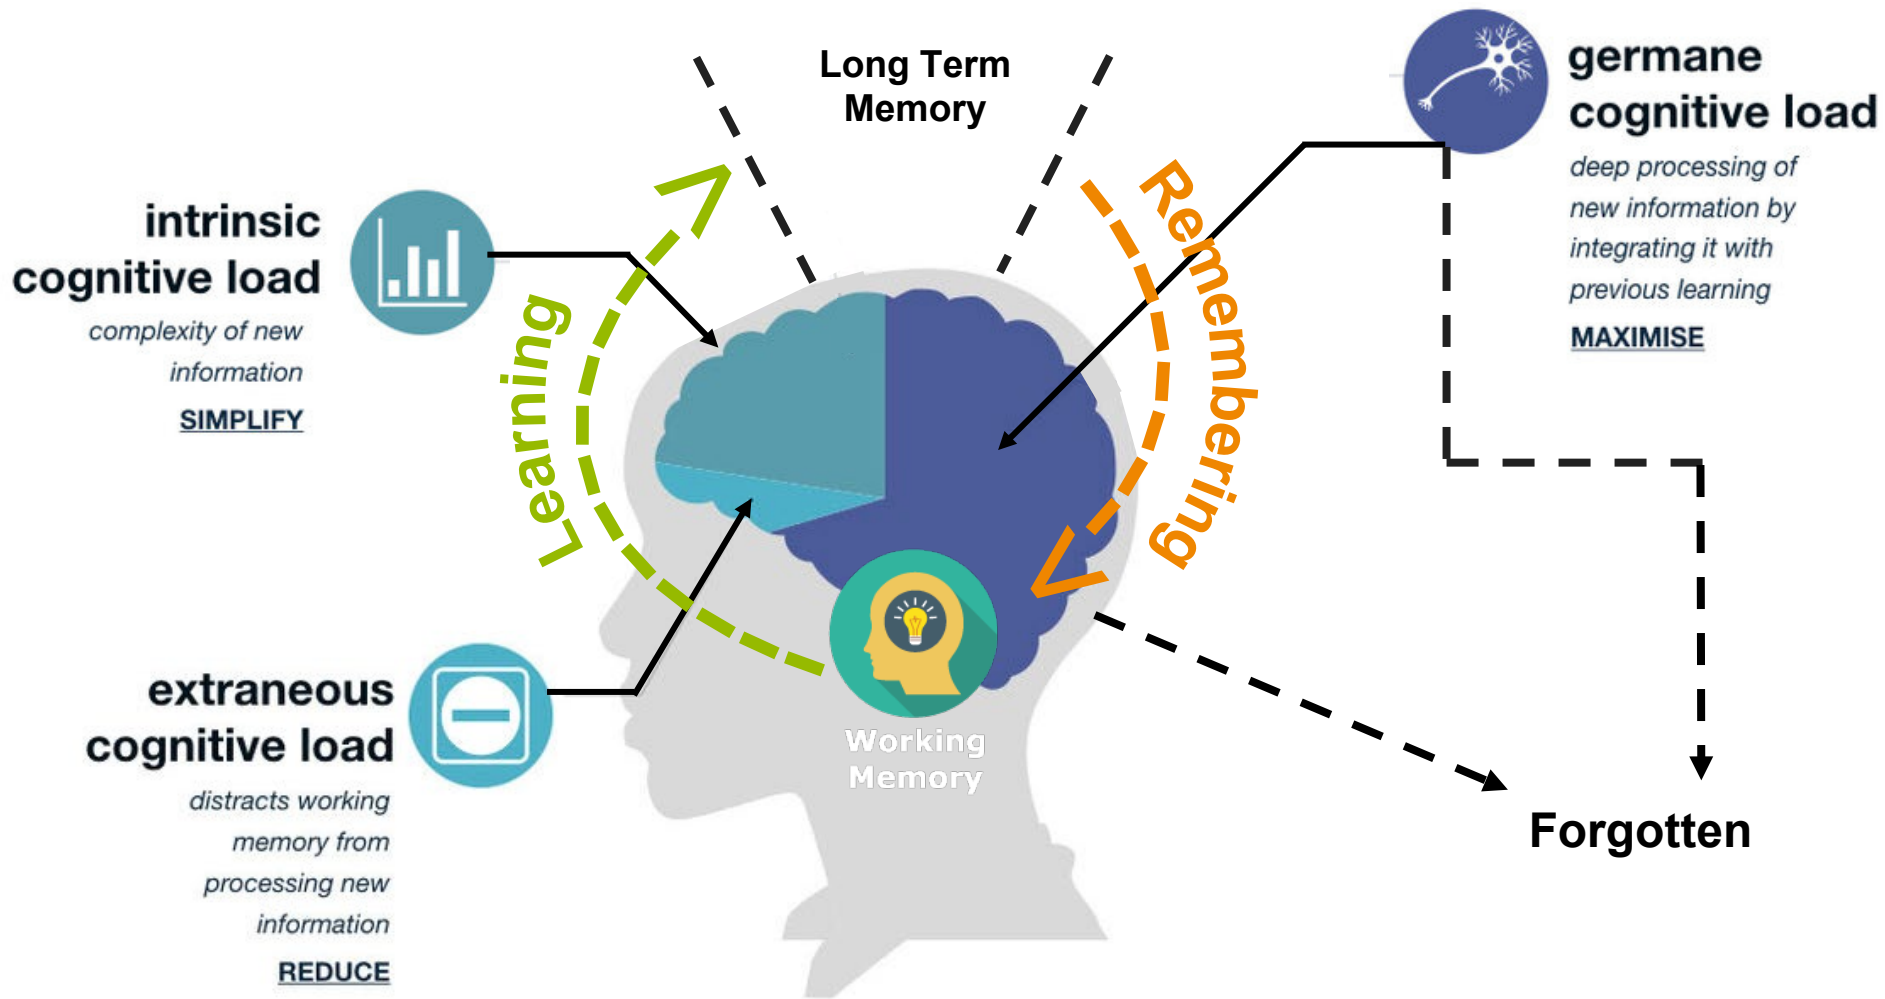 Long Term
Memory
germane
cognitive load
deep processing of
new information by
integrating it with
previous learning
MAXIMISE
intrinsic
cognitive load
complexity of new
information
SIMPLIFY
Learning
Remembering
extraneous
cognitive load
distracts working
memory from
processing new
information
REDUCE
Working
Memory
Forgotten